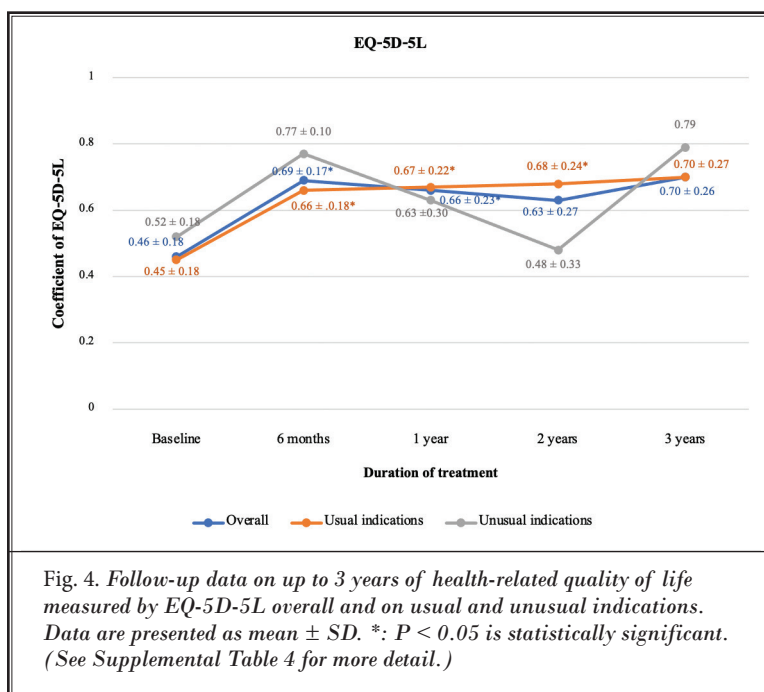 EQ-5D-5L
1
0.8
0.6
0.4
0.2
0
Coefficient of EQ-5D-5L
0.52 ± 0.18
0.46 ± 0.18
0.45 ± 0.18
0.77 ± 0.10
0.69 ± 0.17*
0.66 ± .0.18*
0.67 ± 0.22*
0.66 ± 0.23*
0.63 ±0.30
0.68 ± 0.24*
0.63 ± 0.27
0.48 ± 0.33
0.79
0.70 ± 0.27
0.70 ± 0.26
Baseline 6 months 1 year 2 years 3 years
Duration of treatment
Overall Usual indications Unusual indications
Fig. 4. Follow-up data on up to 3 years of health-related quality of life
measured by EQ-5D-5L overall and on usual and unusual indications.
Data are presented as mean ± SD. *: P < 0.05 is statistically significant.
(See Supplemental Table 4 for more detail.)